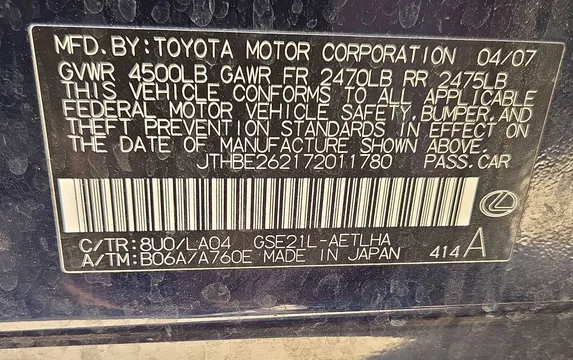 MFD.BY:TOYOTA MOTOR CORPORATION 04/07
GVWR 4500LB GAWR FR 2470LB RR 2475LB
THIS VEHICLE CONFORMS TO ALL APPLICABLE
FEDERAL MOTOR VEHICLE SAFETY,BUMPER,AND
THEFT PREVENTION STANDARDS IN EFFECT ON
THE DATE OF MANUFACTURE SHOWN ABOVE.
JTHBE262172011780 PASS.CAR
C/TR:8U0/LA04 GSE21L-AETLHA
A/TM:B06A/A760E MADE IN JAPAN 414A